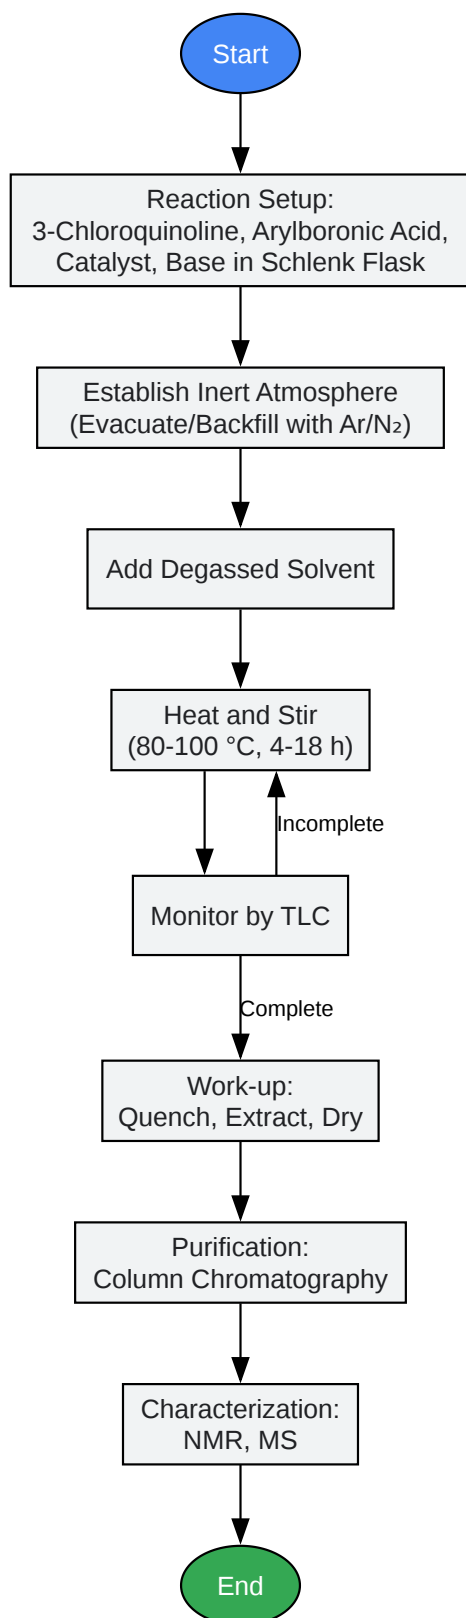 Start
Reaction Setup:
3-Chloroquinoline, Arylboronic Acid,
Catalyst, Base in Schlenk Flask
Establish Inert Atmosphere
(Evacuate/Backfill with Ar/N₂)
Add Degassed Solvent
Heat and Stir
(80-100 °C, 4-18 h)
Incomplete
Monitor by TLC
Complete
Work-up:
Quench, Extract, Dry
Purification:
Column Chromatography
Characterization:
NMR, MS
End